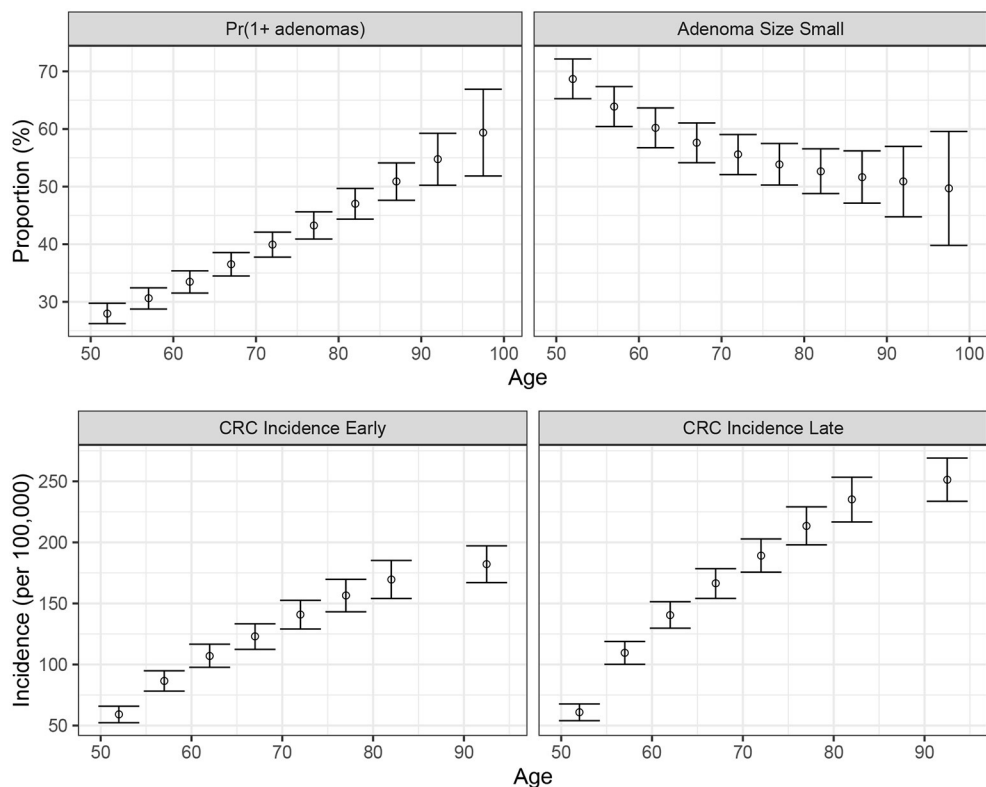 Pr(1+ adenomas)
Adenoma Size Small
Proportion (%)
70
60
50
40
30
50 60 70 80 90 100
50 60 70 80 90 100
Age
CRC Incidence Early
CRC Incidence Late
Incidence (per 100,000)
250
200
150
100
50
50 60 70 80 90
50 60 70 80 90
Age